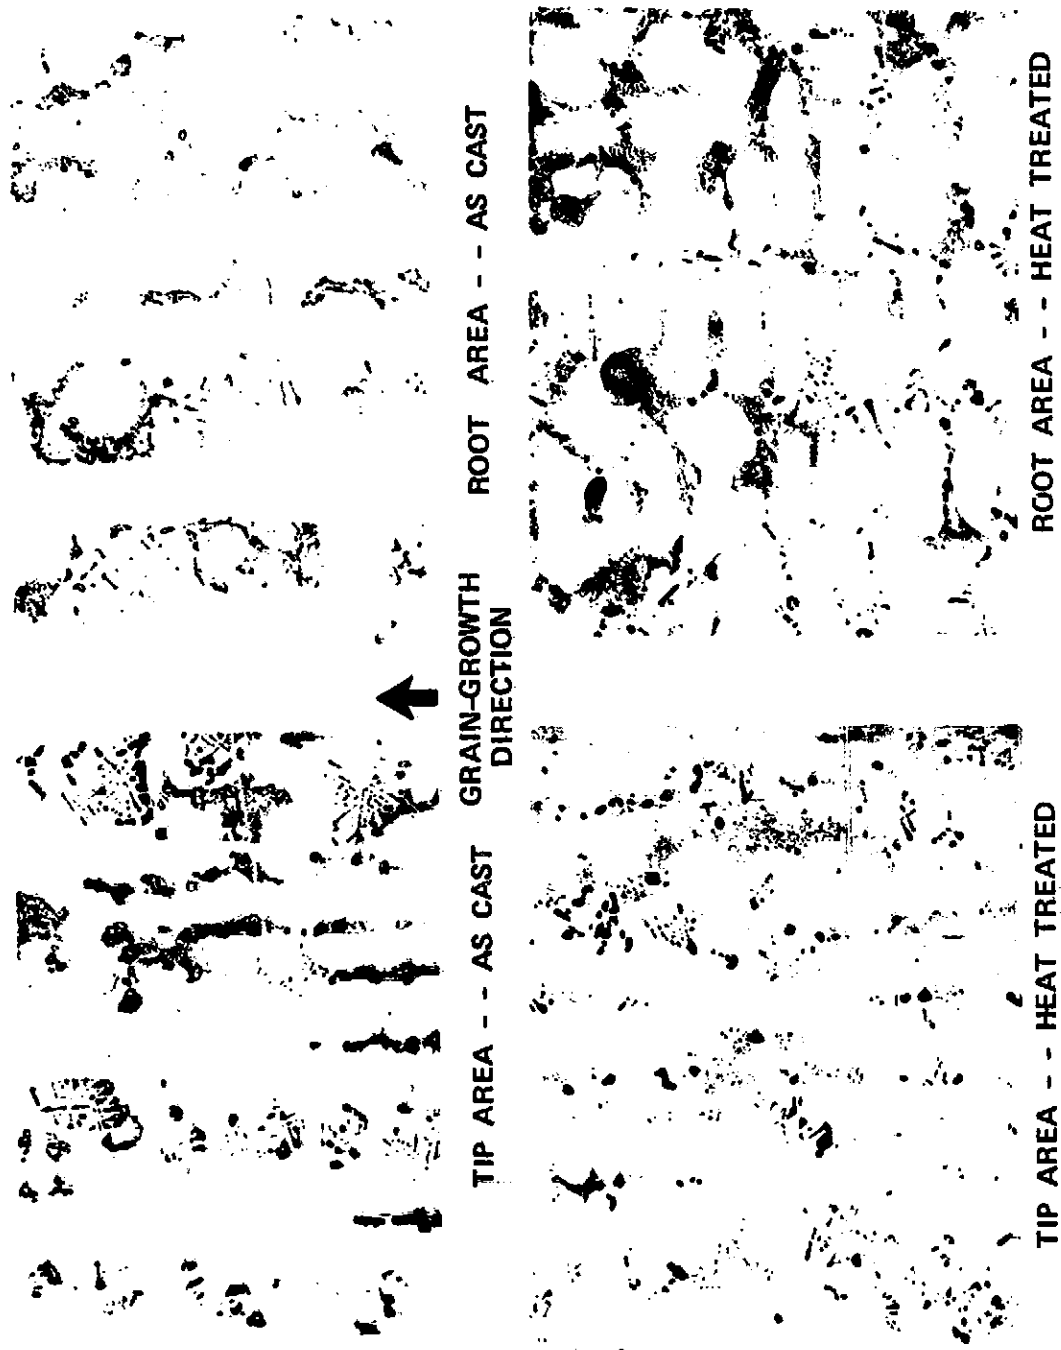 TIP AREA - - AS CAST
GRAIN-GROWTH
DIRECTION
ROOT AREA - - AS CAST
TIP AREA - - HEAT TREATED
ROOT AREA - - HEAT TREATED